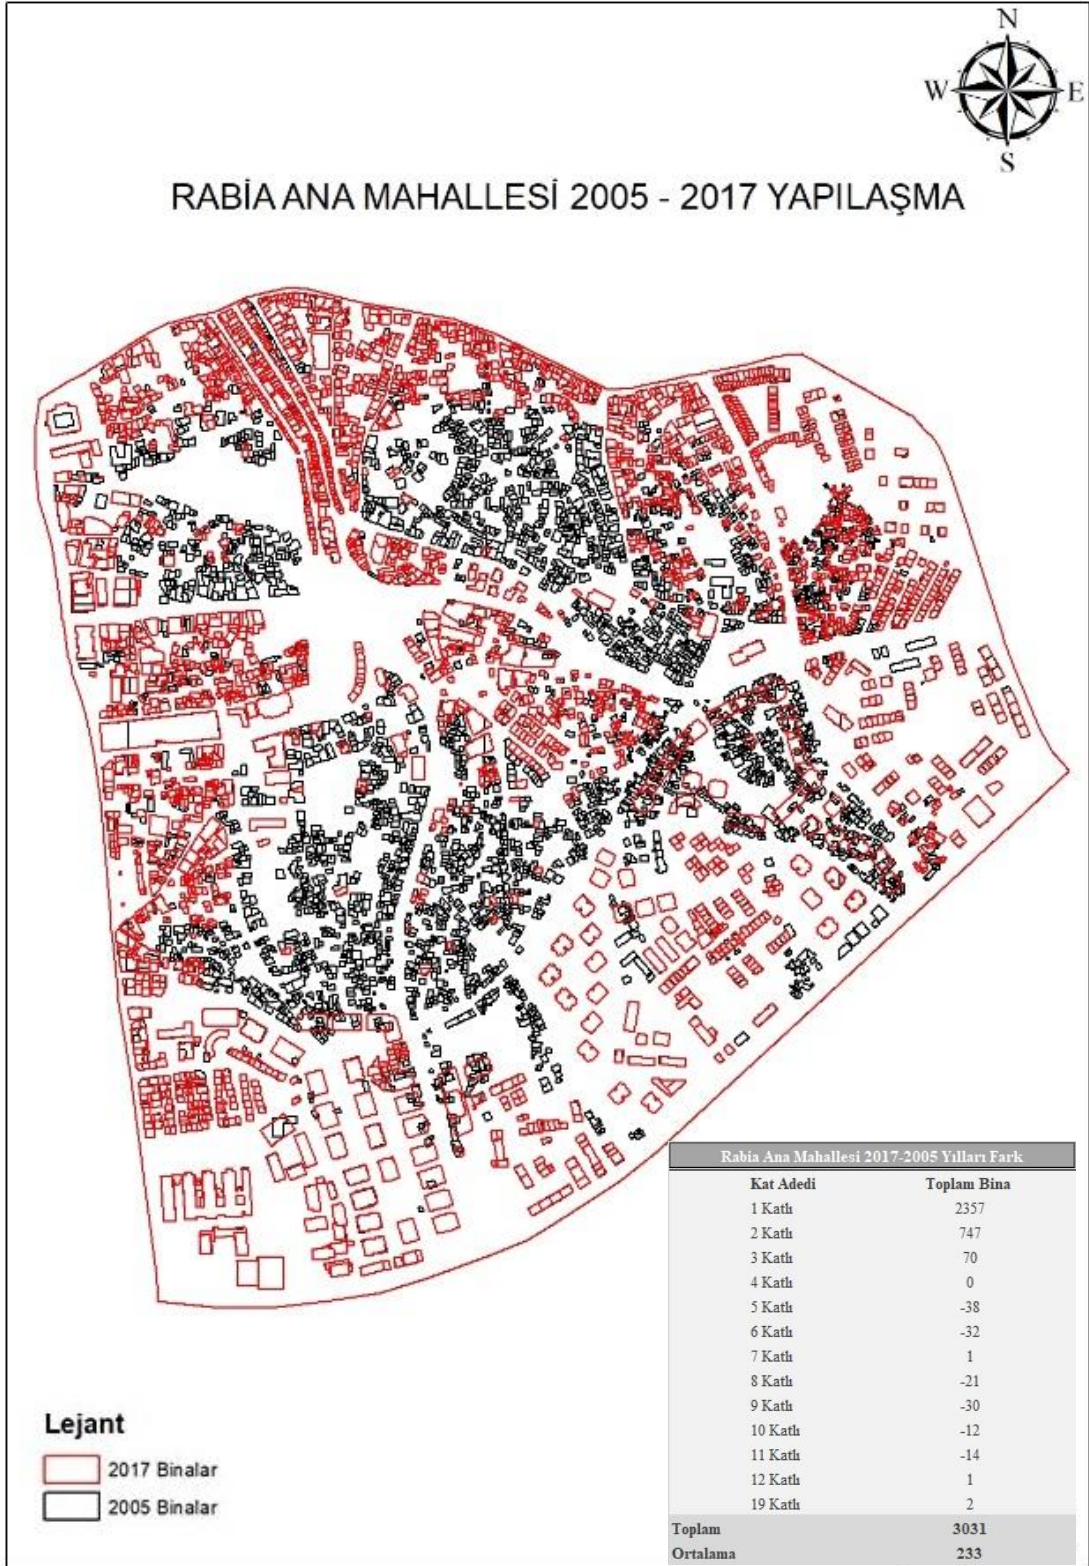 N
W E
S
RABİA ANA MAHALLESİ 2005 - 2017 YAPILAŞMA
Rabia Ana Mahallesi 2017-2005 Yılları Fark
Kat Adedi Toplam Bina
1 Katlı 2357
2 Katlı 747
3 Katlı 70
4 Katlı 0
5 Katlı -38
6 Katlı -32
7 Katlı 1
8 Katlı -21
9 Katlı -30
10 Katlı -12
11 Katlı -14
12 Katlı 1
19 Katlı 2
Toplam 3031
Ortalama 233
Lejant
2017 Binalar
2005 Binalar